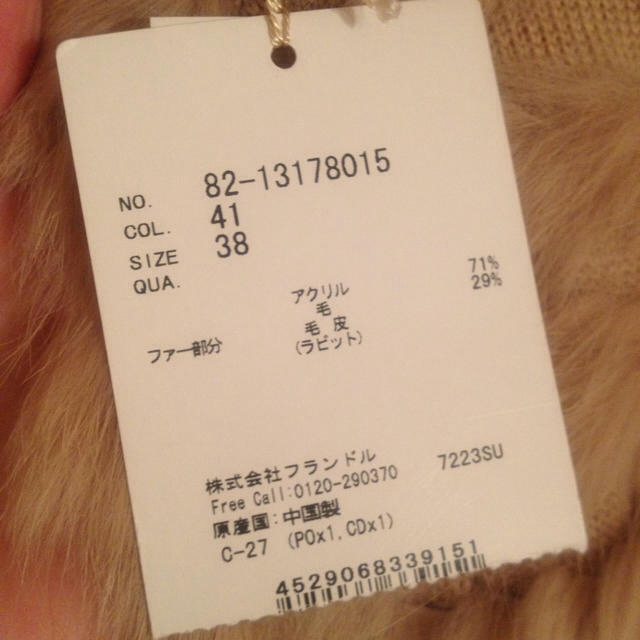 NO. 82-13178015
COL. 41
SIZE 38
QUA.
アクリル 71%
毛 29%
ファー部分 毛皮
(ラビット)
株式会社フランドル 7223SU
Free Call:0120-290370
原産国:中国製
C-27 (POx1,CDx1)
4529068339151